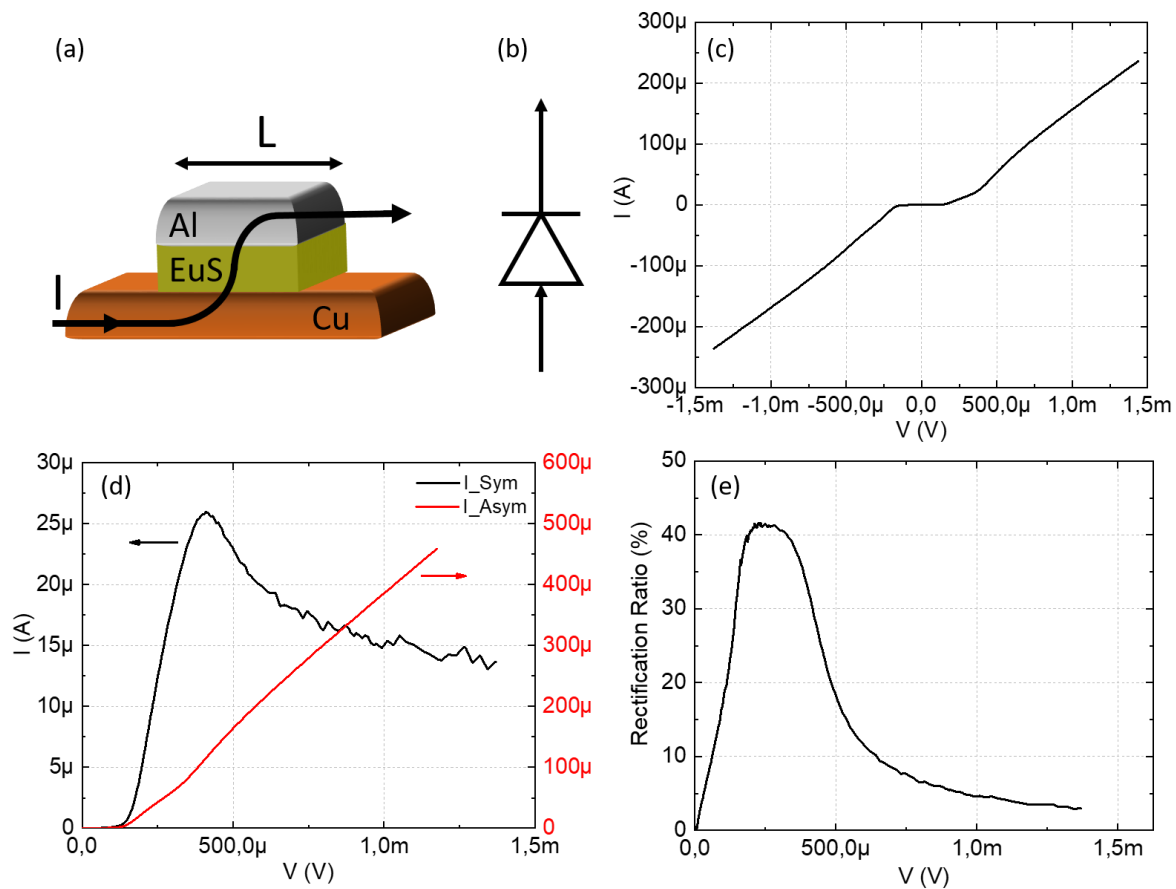 (a)
L
Al
EuS
I
Cu
(b)
(c)
300µ
200µ
100µ
0
-100µ
-200µ
-300µ
I (A)
-1,5m -1,0m -500,0µ 0,0 500,0µ 1,0m 1,5m
V (V)
(d)
I_Sym
I_Asym
30µ
25µ
20µ
15µ
10µ
5µ
0
I (A)
600µ
500µ
400µ
300µ
200µ
100µ
0
500,0µ 1,0m 1,5m
V (V)
(e)
50
40
30
20
10
0
Rectification Ratio (%)
0,0 500,0µ 1,0m 1,5m
V (V)